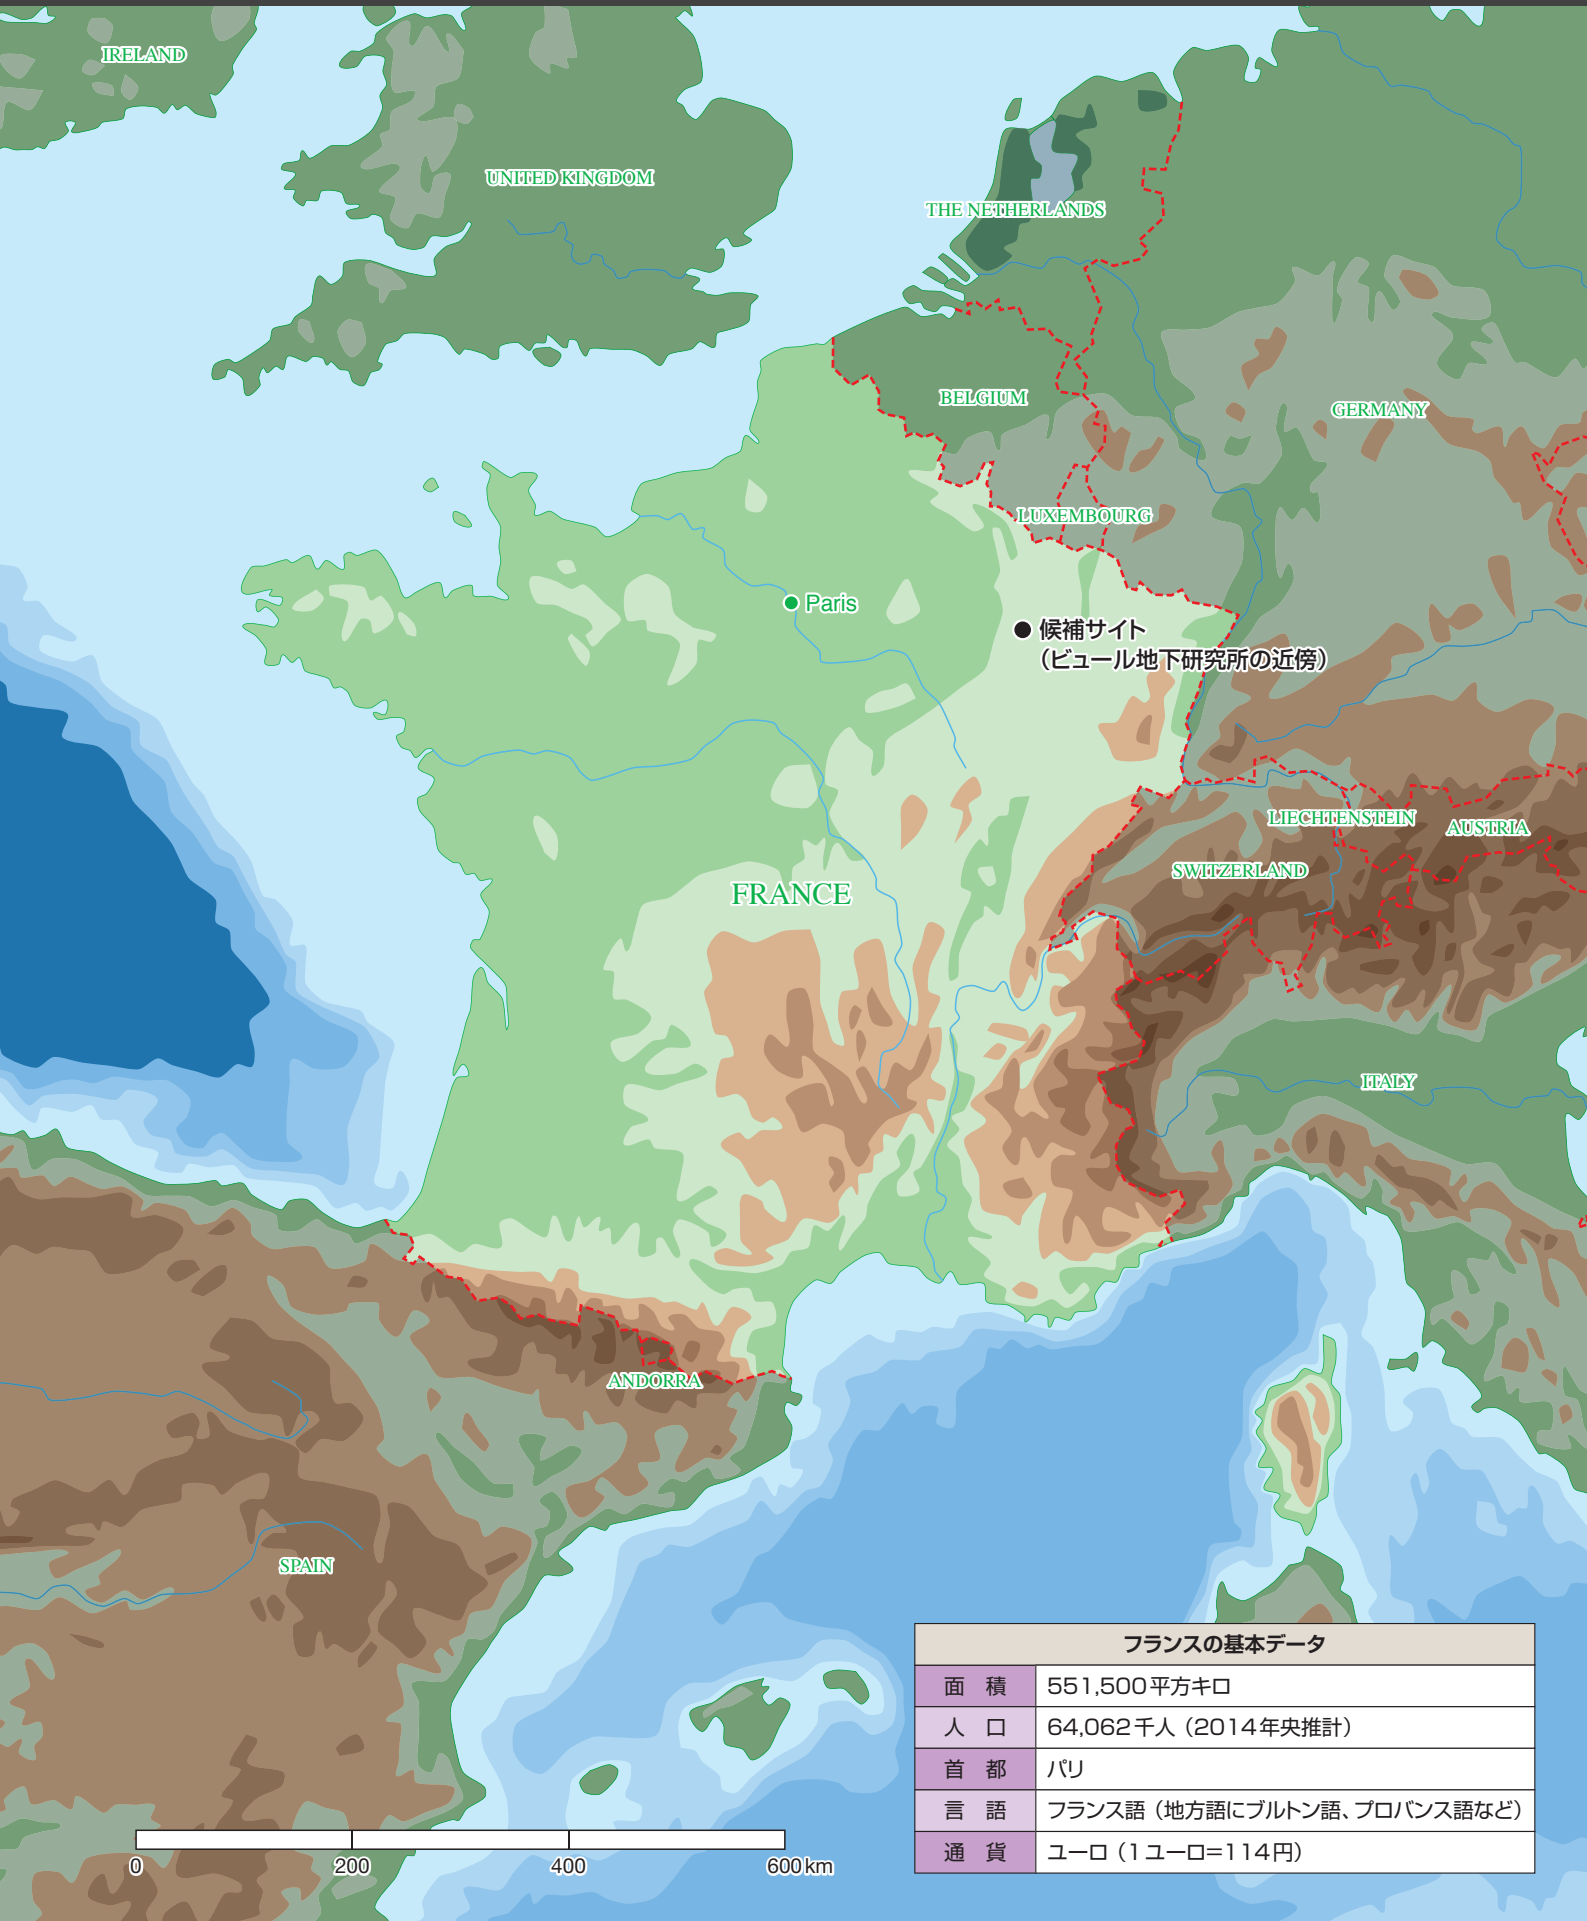 IRELAND
UNITED KINGDOM
THE NETHERLANDS
BELGIUM
GERMANY
LUXEMBOURG
Paris
候補サイト
（ビュール地下研究所の近傍）
LIECHTENSTEIN
AUSTRIA
SWITZERLAND
FRANCE
ITALY
ANDORRA
SPAIN
0 200 400 600km
フランスの基本データ
面 積 551,500平方キロ
人 口 64,062千人（2014年央推計）
首 都 パリ
言 語 フランス語（地方語にブルトン語、プロバンス語など）
通 貨 ユーロ（1ユーロ=114円）